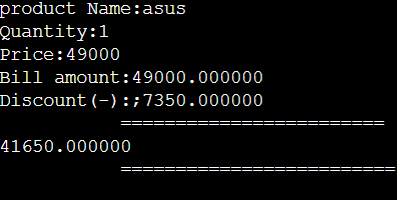 product Name:asus
Quantity:1
Price:49000
Bill amount:49000.000000
Discount(-):;7350.000000
========================
41650.000000
=========================